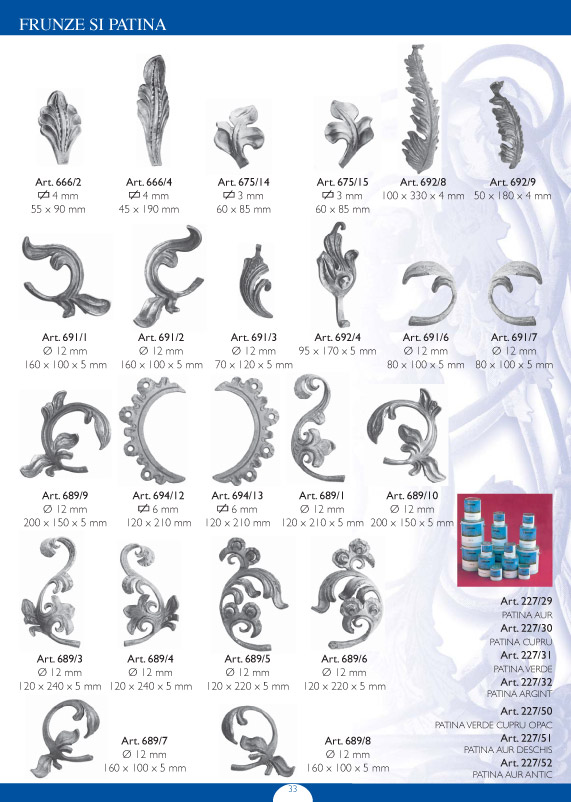 FRUNZE SI PATINA
Art. 666/2
4 mm
55 x 90 mm
Art. 666/4
4 mm
45 x 190 mm
Art. 675/14
3 mm
60 x 85 mm
Art. 675/15
3 mm
60 x 85 mm
Art. 692/8
100 x 330 x 4 mm
Art. 692/9
50 x 180 x 4 mm
Art. 691/1
Ø 12 mm
160 x 100 x 5 mm
Art. 691/2
Ø 12 mm
160 x 100 x 5 mm
Art. 691/3
Ø 12 mm
70 x 120 x 5 mm
Art. 692/4
95 x 170 x 5 mm
Art. 691/6
Ø 12 mm
80 x 100 x 5 mm
Art. 691/7
Ø 12 mm
80 x 100 x 5 mm
Art. 689/9
Ø 12 mm
200 x 150 x 5 mm
Art. 694/12
6 mm
120 x 210 mm
Art. 694/13
6 mm
120 x 210 mm
Art. 689/1
Ø 12 mm
120 x 210 x 5 mm
Art. 689/10
Ø 12 mm
200 x 150 x 5 mm
Art. 689/3
Ø 12 mm
120 x 240 x 5 mm
Art. 689/4
Ø 12 mm
120 x 240 x 5 mm
Art. 689/5
Ø 12 mm
120 x 220 x 5 mm
Art. 689/6
Ø 12 mm
120 x 220 x 5 mm
Art. 227/29
PATINA AUR
Art. 227/30
PATINA CUPRU
Art. 227/31
PATINA VERDE
Art. 227/32
PATINA ARGINT
Art. 227/50
PATINA VERDE CUPRU OPAC
Art. 227/51
PATINA AUR DESCHIS
Art. 227/52
PATINA AUR ANTIC
Art. 689/7
Ø 12 mm
160 x 100 x 5 mm
Art. 689/8
Ø 12 mm
160 x 100 x 5 mm
33